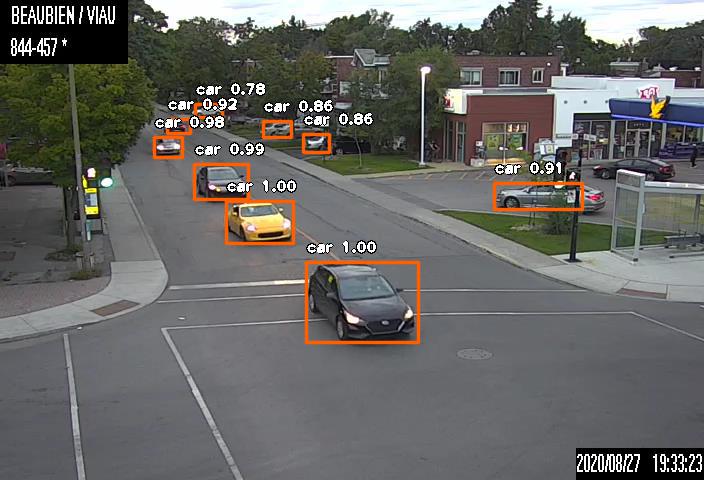 BEAUBIEN / VIAU
844-457 *
car 0.78
car 0.92
car 0.86
car 0.98
car 0.86
car 0.99
car 0.91
car 1.00
car 1.00
2020/08/27 19:33:23